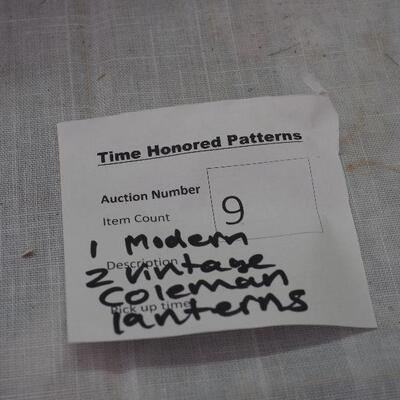 Time Honored Patterns
Auction Number
9
Item Count
1 Modern
Description
2 vintage
Coleman
Pick up time
lanterns